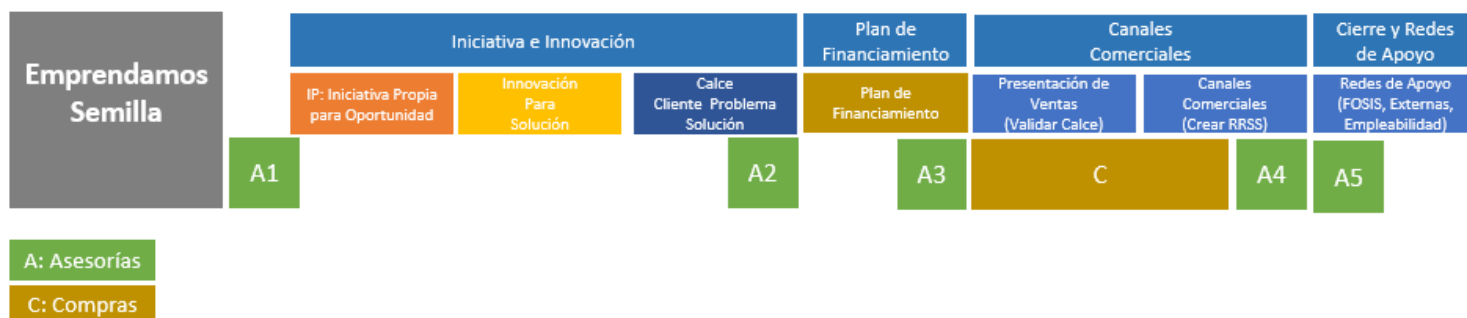 Emprendamos
Semilla
Iniciativa e Innovación
Plan de
Financiamiento
Canales
Comerciales
Cierre y Redes
de Apoyo
IP: Iniciativa Propia
para Oportunidad
Innovación
Para
Solución
Calce
Cliente Problema
Solución
Plan de
Financiamiento
Presentación de
Ventas
(Validar Calce)
Canales
Comerciales
(Crear RRSS)
Redes de Apoyo
(FOSIS, Externas,
Empleabilidad)
A1
A2
A3
C
A4
A5
A: Asesorías
C: Compras